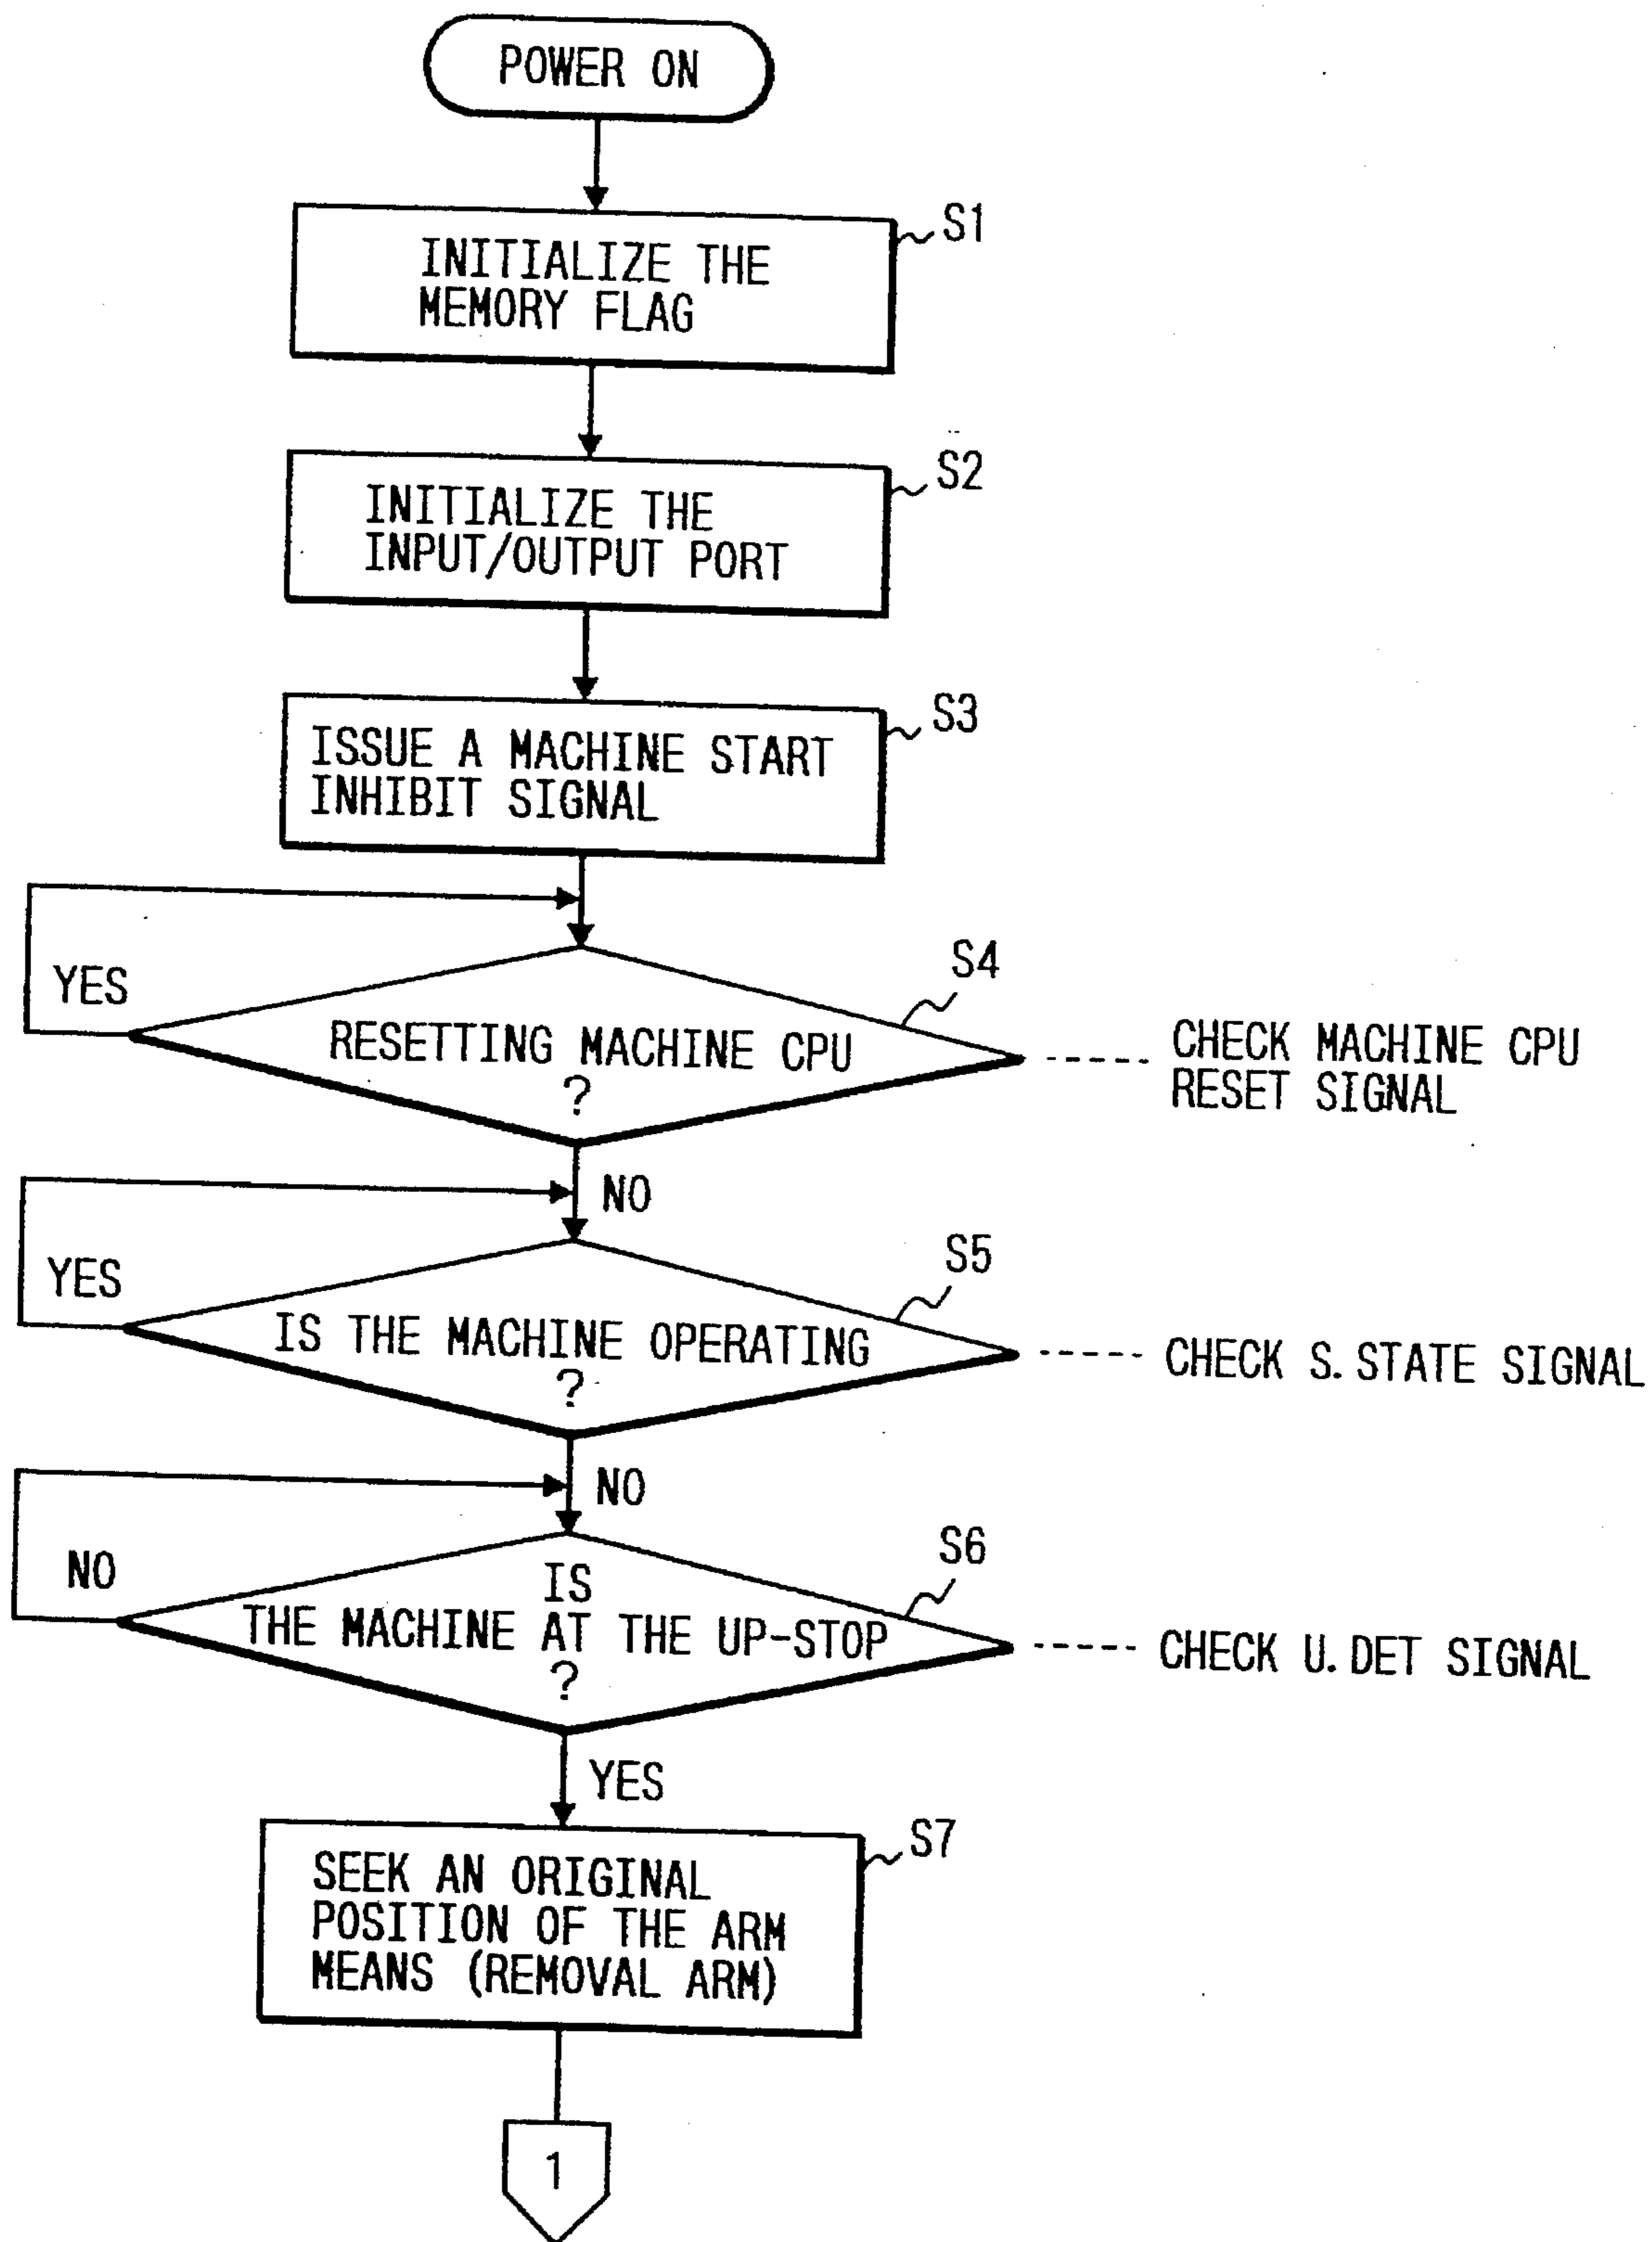 POWER ON
S1
INITIALIZE THE
MEMORY FLAG
S2
INITIALIZE THE
INPUT/OUTPUT PORT
S3
ISSUE A MACHINE START
INHIBIT SIGNAL
YES
S4
RESETTING MACHINE CPU
?
CHECK MACHINE CPU
RESET SIGNAL
NO
YES
S5
IS THE MACHINE OPERATING
?
CHECK S. STATE SIGNAL
NO
NO
S6
IS
THE MACHINE AT THE UP-STOP
?
CHECK U. DET SIGNAL
YES
S7
SEEK AN ORIGINAL
POSITION OF THE ARM
MEANS (REMOVAL ARM)
1